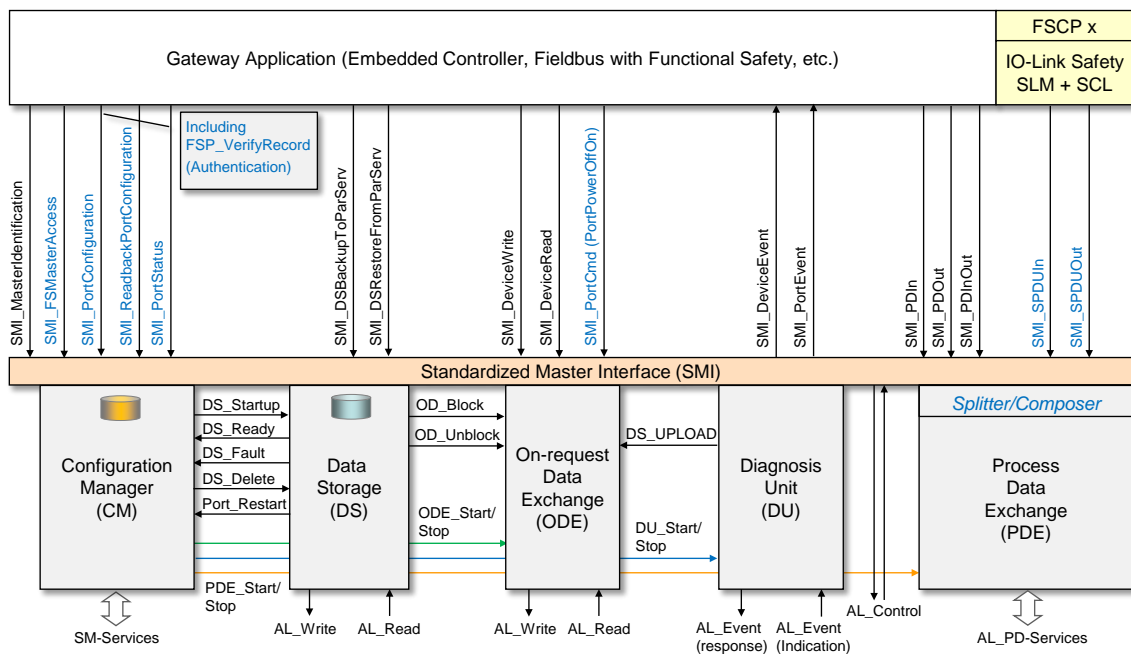 Gateway Application (Embedded Controller, Fieldbus with Functional Safety, etc.)
FSCP x
IO-Link Safety
SLM + SCL
Including
FSP_VerifyRecord
(Authentication)
SMI_MasterIdentification
SMI_FSMasterAccess
SMI_PortConfiguration
SMI_ReadbackPortConfiguration
SMI_PortStatus
SMI_DSBackupToParServ
SMI_DSRestoreFromParServ
SMI_DeviceWrite
SMI_DeviceRead
SMI_PortCmd (PortPowerOffOn)
SMI_DeviceEvent
SMI_PortEvent
SMI_PDIn
SMI_PDOut
SMI_PDInOut
SMI_SPDUIn
SMI_SPDUOut
Standardized Master Interface (SMI)
Configuration
Manager
(CM)
DS_Startup
DS_Ready
DS_Fault
DS_Delete
Port_Restart
PDE_Start/
Stop
Data
Storage
(DS)
OD_Block
OD_Unblock
ODE_Start/
Stop
On-request
Data
Exchange
(ODE)
DS_UPLOAD
DU_Start/
Stop
Diagnosis
Unit
(DU)
Splitter/Composer
Process
Data
Exchange
(PDE)
SM-Services
AL_Write
AL_Read
AL_Write
AL_Read
AL_Event
(response)
AL_Event
(Indication)
AL_Control
AL_PD-Services